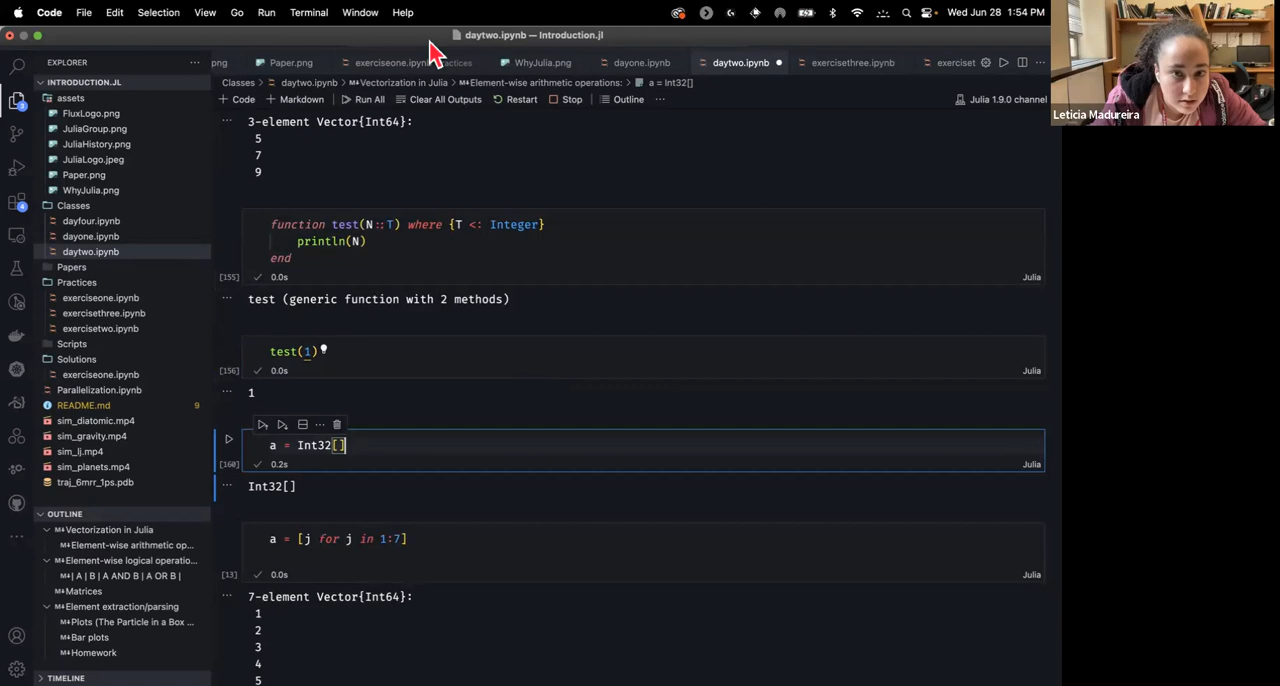 Code File Edit Selection View Go Run Terminal Window Help Wed Jun 28 1:54 PM
daytwo.ipynb — Introduction.jl
EXPLORER
png Paper.png exerciseone.ipynb Practices WhyJulia.png dayone.ipynb daytwo.ipynb exercisethree.ipynb exerciset
INTRODUCTION.JL
Classes > daytwo.ipynb > Vectorization in Julia > Element-wise arithmetic operations: > a = Int32[]
+ Code + Markdown Run All Clear All Outputs Restart Stop Outline ... Julia 1.9.0 channel
assets
FluxLogo.png
JuliaGroup.png
JuliaHistory.png
JuliaLogo.jpeg
Paper.png
WhyJulia.png
Classes
dayfour.ipynb
dayone.ipynb
daytwo.ipynb
Papers
Practices
exerciseone.ipynb
exercisethree.ipynb
exercisetwo.ipynb
Scripts
Solutions
exerciseone.ipynb
Parallelization.ipynb
README.md 9
sim_diatomic.mp4
sim_gravity.mp4
sim_lj.mp4
sim_planets.mp4
traj_6mrr_1ps.pdb
OUTLINE
Vectorization in Julia
Element-wise arithmetic op...
Element-wise logical operatio...
| A | B | A AND B | A OR B |
Matrices
Element extraction/parsing
Plots (The Particle in a Box ...
Bar plots
Homework
TIMELINE
3
4
3-element Vector{Int64}:
5
7
9
function test(N::T) where {T <: Integer}
println(N)
end
[155] 0.0s Julia
test (generic function with 2 methods)
test(1)
[156] 0.0s Julia
1
a = Int32[]
[160] 0.2s Julia
Int32[]
a = [j for j in 1:7]
[13] 0.0s Julia
7-element Vector{Int64}:
1
2
3
4
5
Leticia Madureira